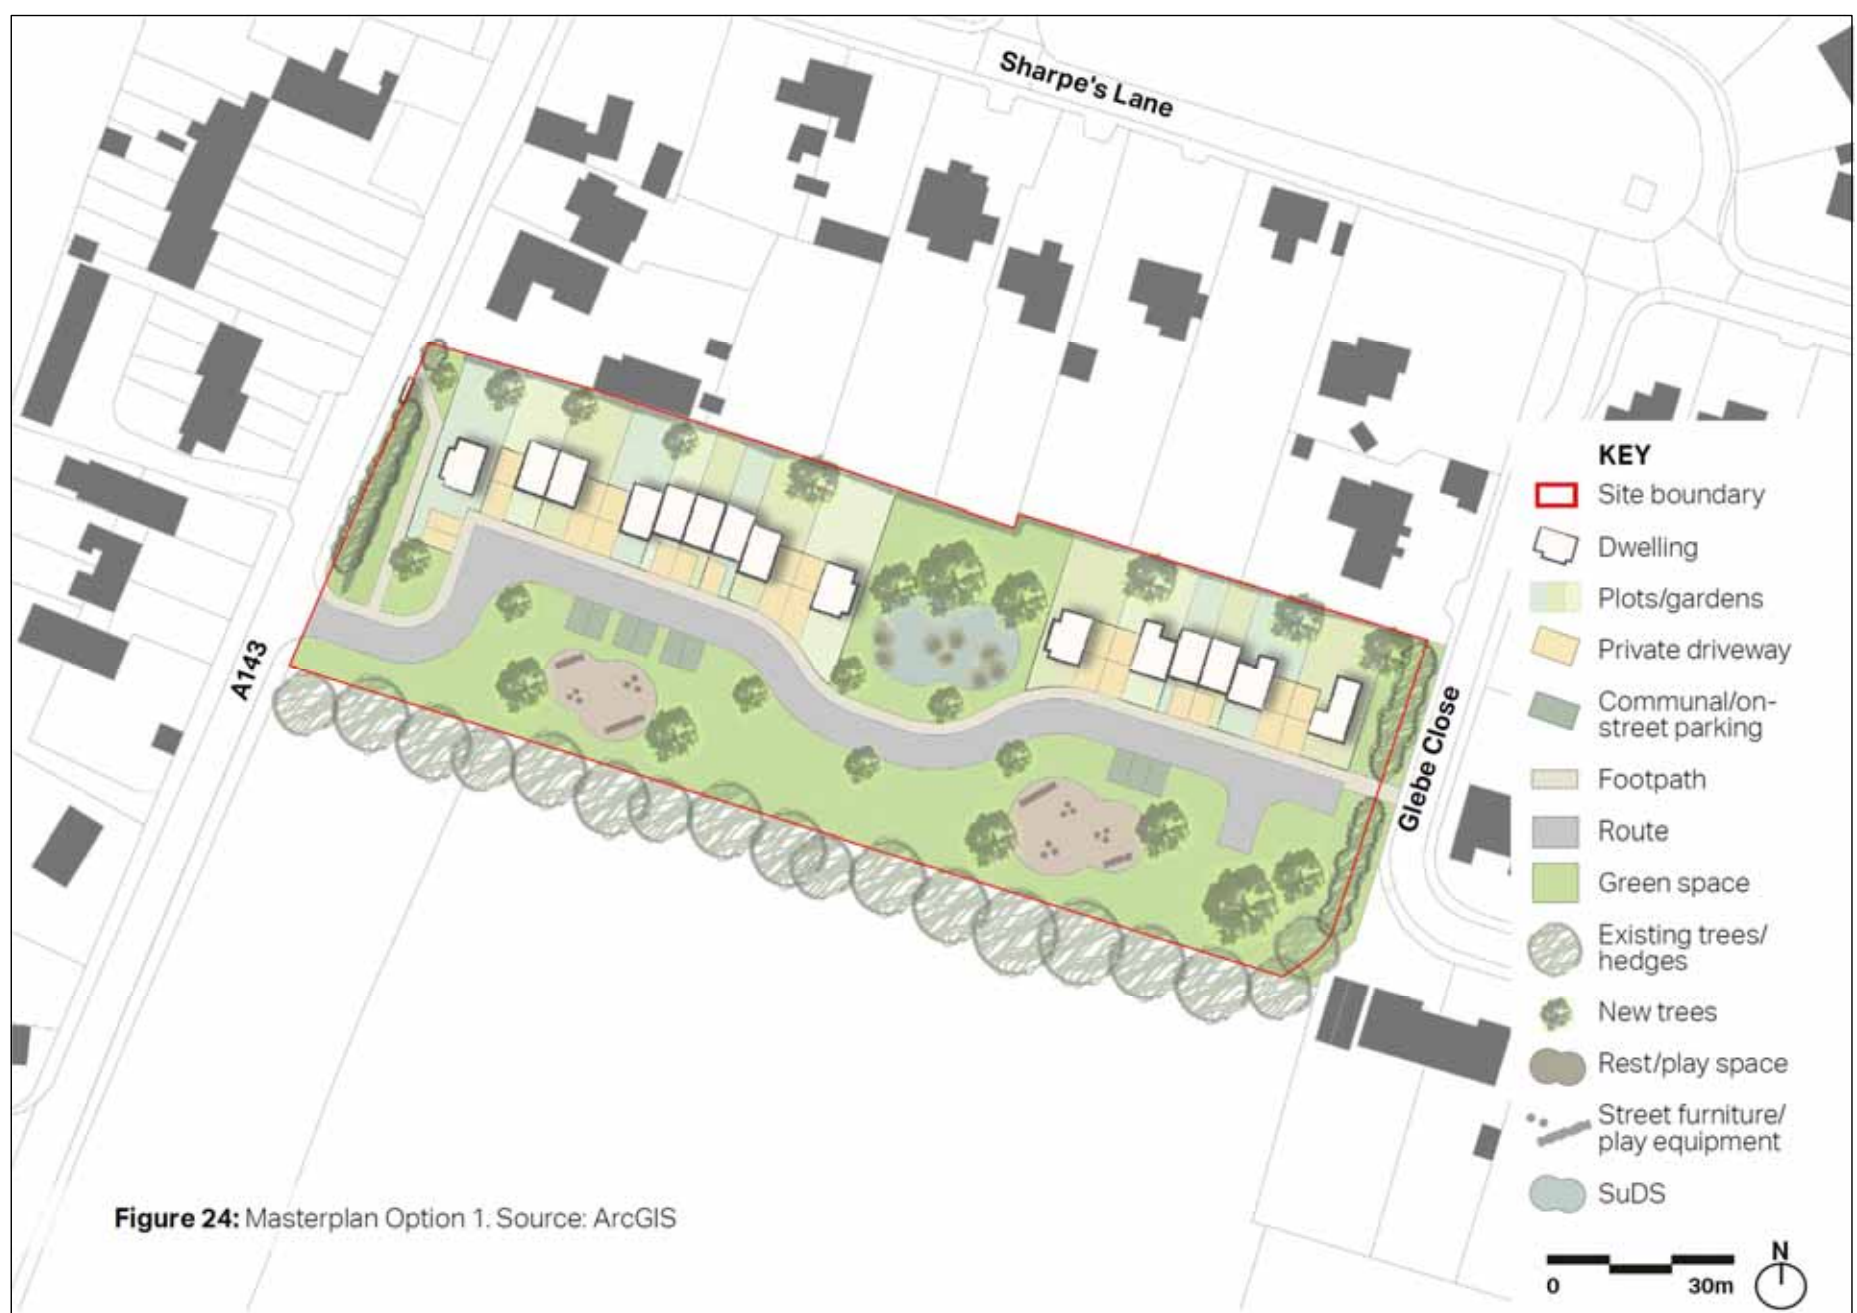 Sharpe's Lane
A143
Glebe Close
KEY
Site boundary
Dwelling
Plots/gardens
Private driveway
Communal/on-
street parking
Footpath
Route
Green space
Existing trees/
hedges
New trees
Rest/play space
Street furniture/
play equipment
SuDS
N
0 30m
Figure 24: Masterplan Option 1. Source: ArcGIS